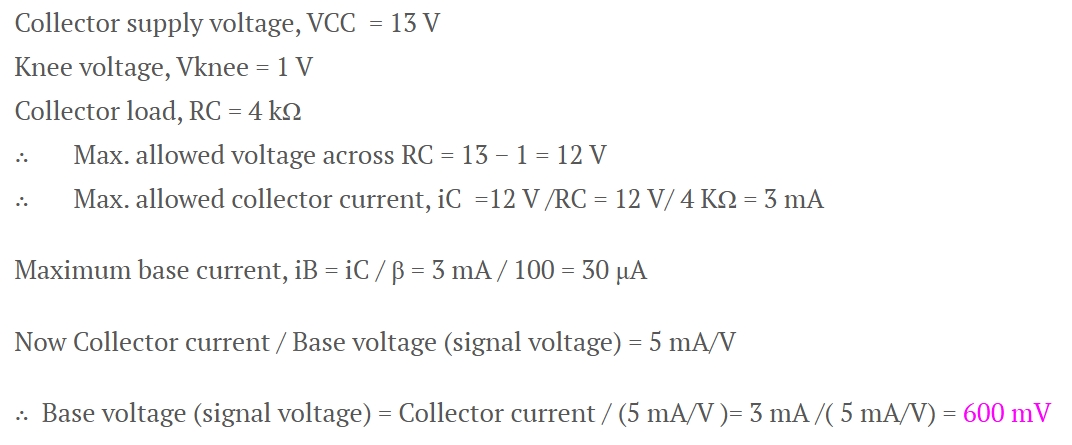 Collector supply voltage, VCC  = 13 V
Knee voltage, Vknee = 1 V
Collector load, RC = 4 kΩ
∴ Max. allowed voltage across RC = 13 − 1 = 12 V
∴ Max. allowed collector current, iC  =12 V /RC = 12 V/ 4 KΩ = 3 mA
Maximum base current, iB = iC / β = 3 mA / 100 = 30 μA
Now Collector current / Base voltage (signal voltage) = 5 mA/V
∴ Base voltage (signal voltage) = Collector current / (5 mA/V )= 3 mA /( 5 mA/V) = 600 mV